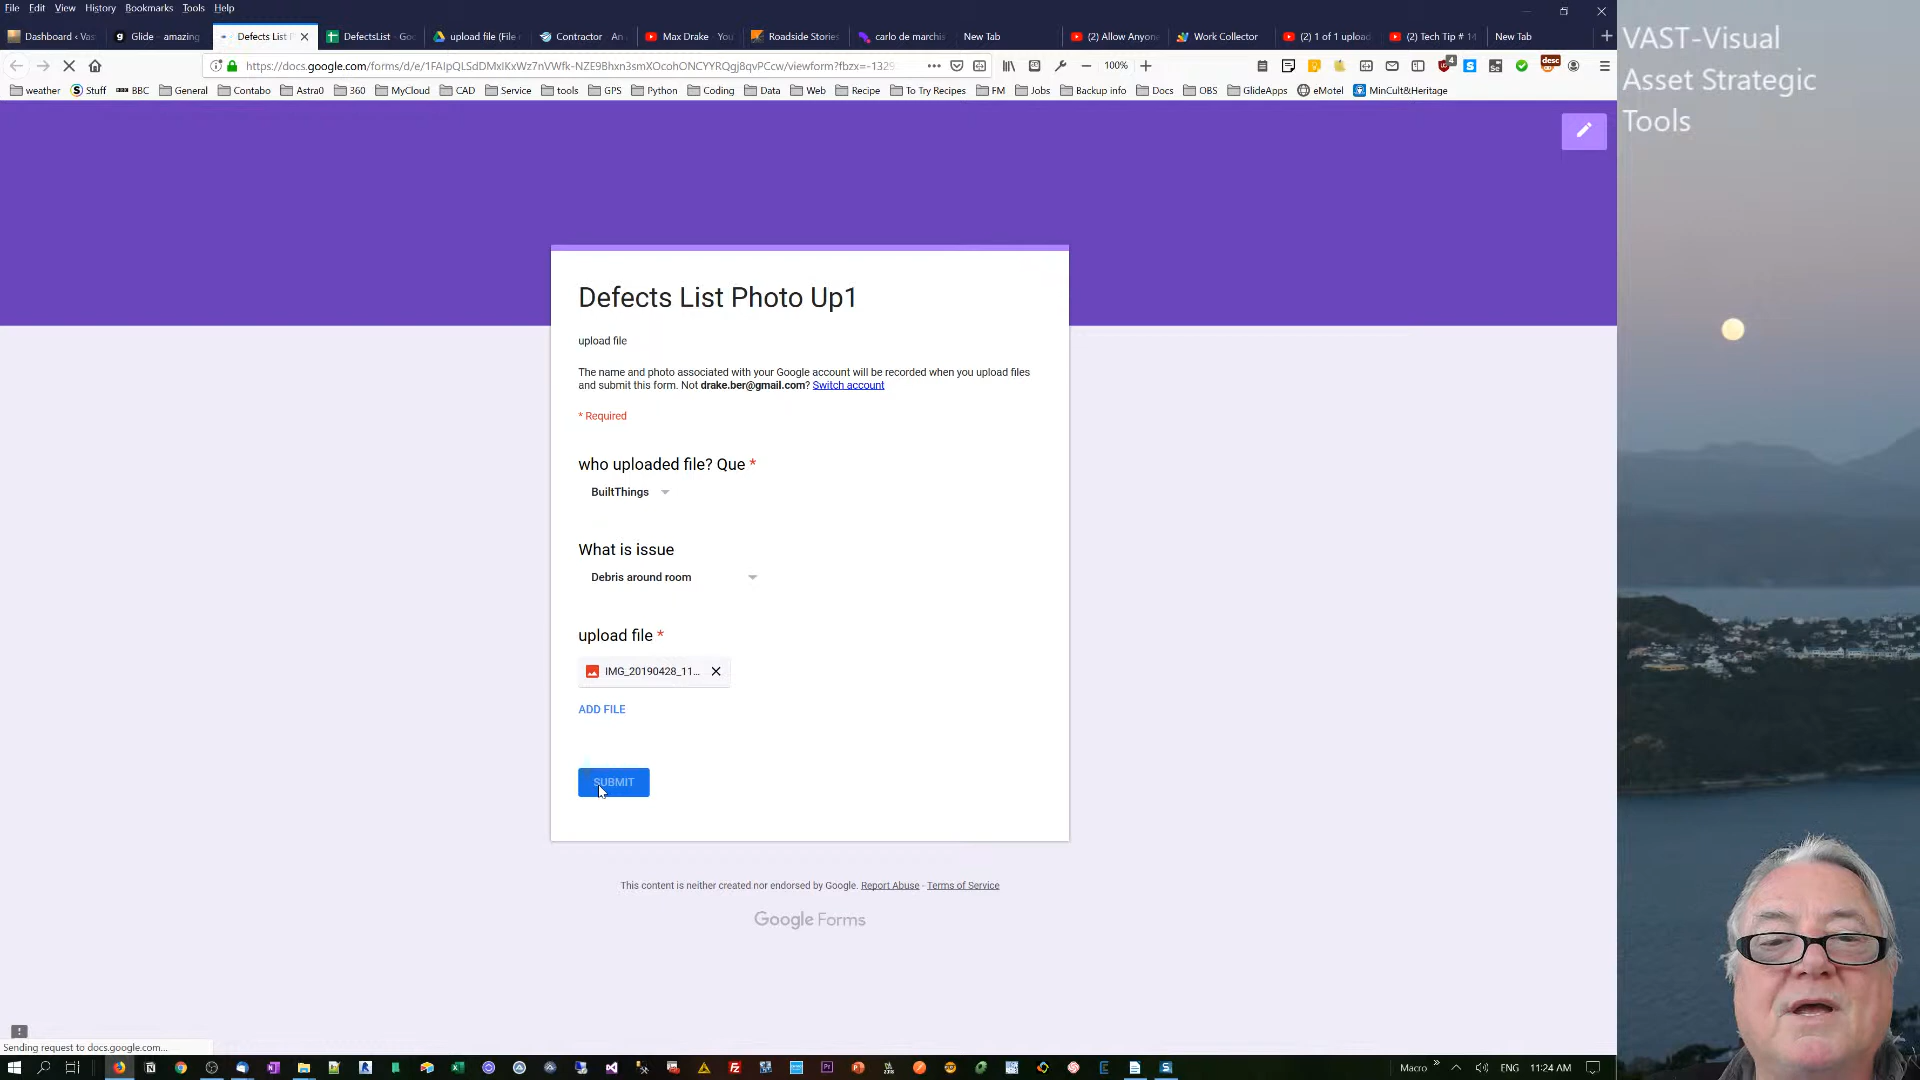 File Edit View History Bookmarks Tools Help
Dashboard ‹ Vas
Glide - amazing
Defects List P
DefectsList - Goo
upload file (File r
Contractor An
Max Drake - You
Roadside Stories
carlo de marchis
New Tab
(2) Allow Anyon
Work Collector
(2) 1 of 1 upload
(2) Tech Tip # 14
New Tab
https://docs.google.com/forms/d/e/
100%
weather Stuff BBC General Contabo Astra0 360 MyCloud CAD Service tools GPS Python Coding Data Web Recipe To Try Recipes FM Jobs Backup info Docs OBS GlideApps eMotel MinCult&Heritage
VAST-Visual
Asset Strategic
Tools
Defects List Photo Up1
upload file
The name and photo associated with your Google account will be recorded when you upload files
and submit this form. Not drake.ber@gmail.com? Switch account
* Required
who uploaded file? Que *
BuiltThings
What is issue
Debris around room
upload file *
IMG_20190428_11...
ADD FILE
SUBMIT
This content is neither created nor endorsed by Google. Report Abuse - Terms of Service
Google Forms
Sending request to docs.google.com...
Macro
ENG
11:24 AM